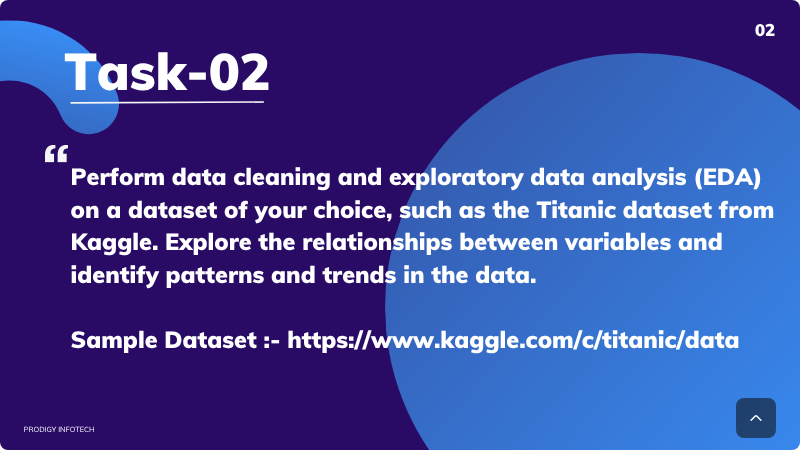 02
Task-02
“
Perform data cleaning and exploratory data analysis (EDA)
on a dataset of your choice, such as the Titanic dataset from
Kaggle. Explore the relationships between variables and
identify patterns and trends in the data.
Sample Dataset :- https://www.kaggle.com/c/titanic/data
PRODIGY INFOTECH